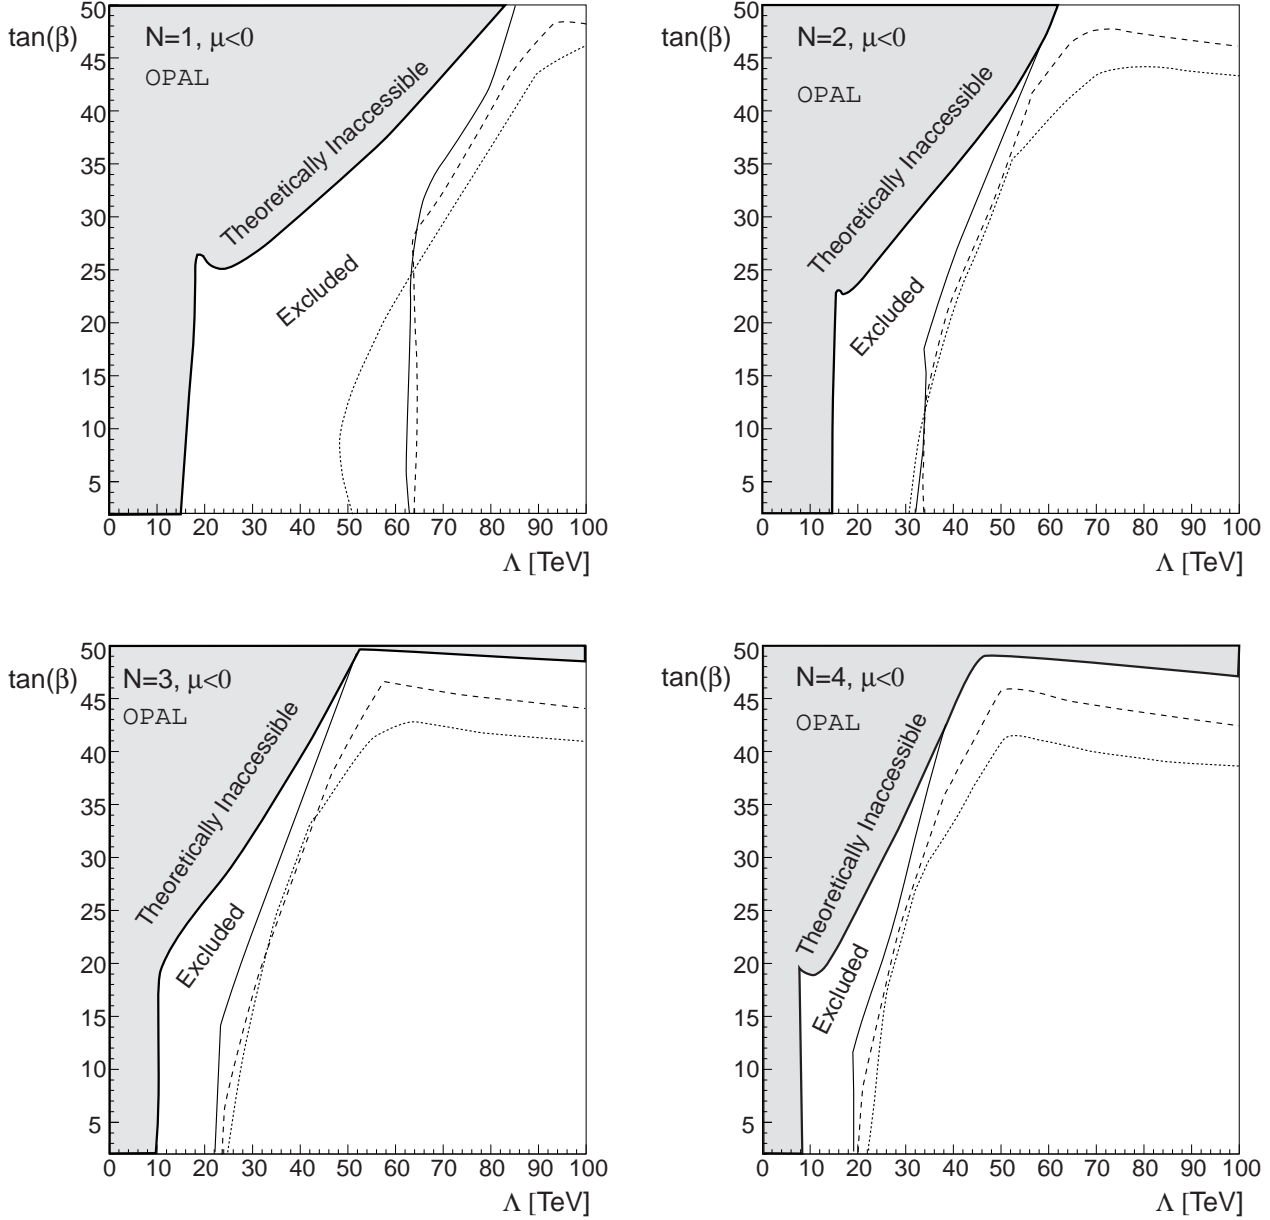 50
tan(β)
N=1, μ<0
45
OPAL
40
35
Theoretically Inaccessible
30
25
Excluded
20
15
10
5
0 10 20 30 40 50 60 70 80 90 100
Λ [TeV]
50
tan(β)
N=2, μ<0
45
OPAL
40
35
Theoretically Inaccessible
30
25
Excluded
20
15
10
5
0 10 20 30 40 50 60 70 80 90 100
Λ [TeV]
50
tan(β)
N=3, μ<0
45
OPAL
40
35
Theoretically Inaccessible
30
25
Excluded
20
15
10
5
0 10 20 30 40 50 60 70 80 90 100
Λ [TeV]
50
tan(β)
N=4, μ<0
45
OPAL
40
35
Theoretically Inaccessible
30
25
20
Excluded
15
10
5
0 10 20 30 40 50 60 70 80 90 100
Λ [TeV]